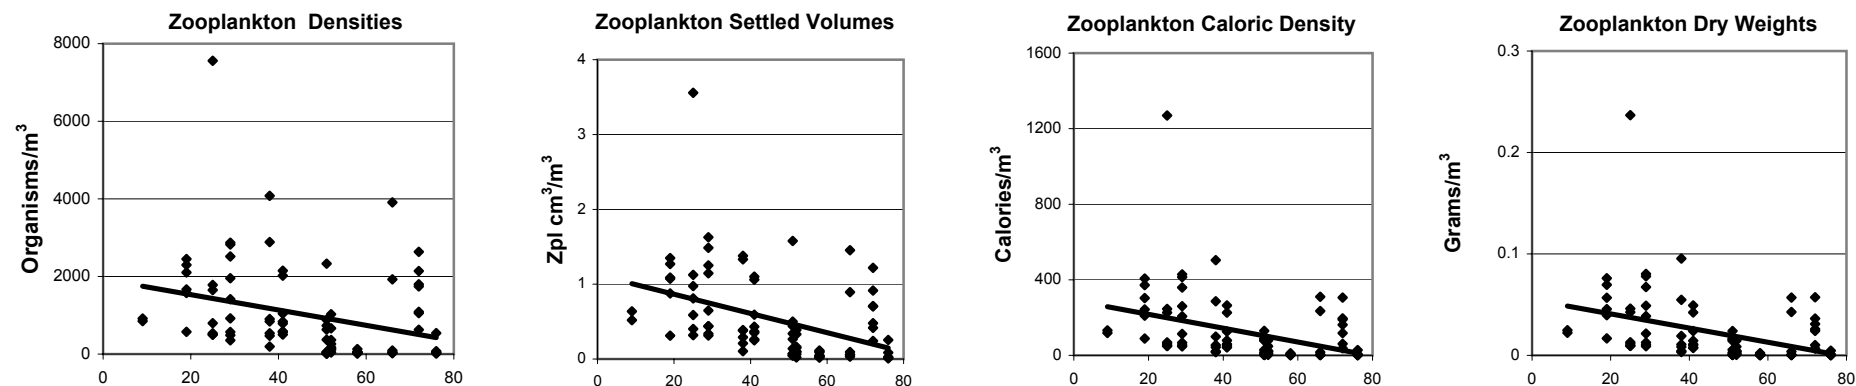 Zooplankton Densities
8000
6000
4000
2000
0
0 20 40 60 80
Organisms/m³
Zooplankton Settled Volumes
4
3
2
1
0
0 20 40 60 80
Zpl cm³/m³
Zooplankton Caloric Density
1600
1200
800
400
0
0 20 40 60 80
Calories/m³
Zooplankton Dry Weights
0.3
0.2
0.1
0
0 20 40 60 80
Grams/m³